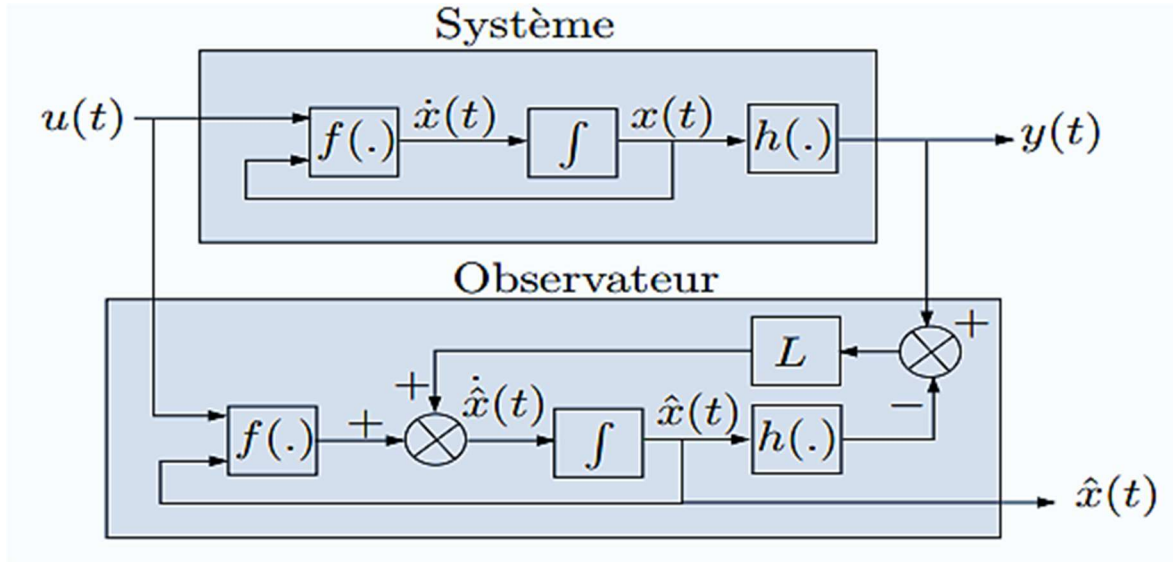 Système
u(t)
f(.)
ẋ(t)
∫
x(t)
h(.)
y(t)
Observateur
+
L
+
f(.)
+
x̂̇(t)
∫
x̂(t)
h(.)
−
x̂(t)